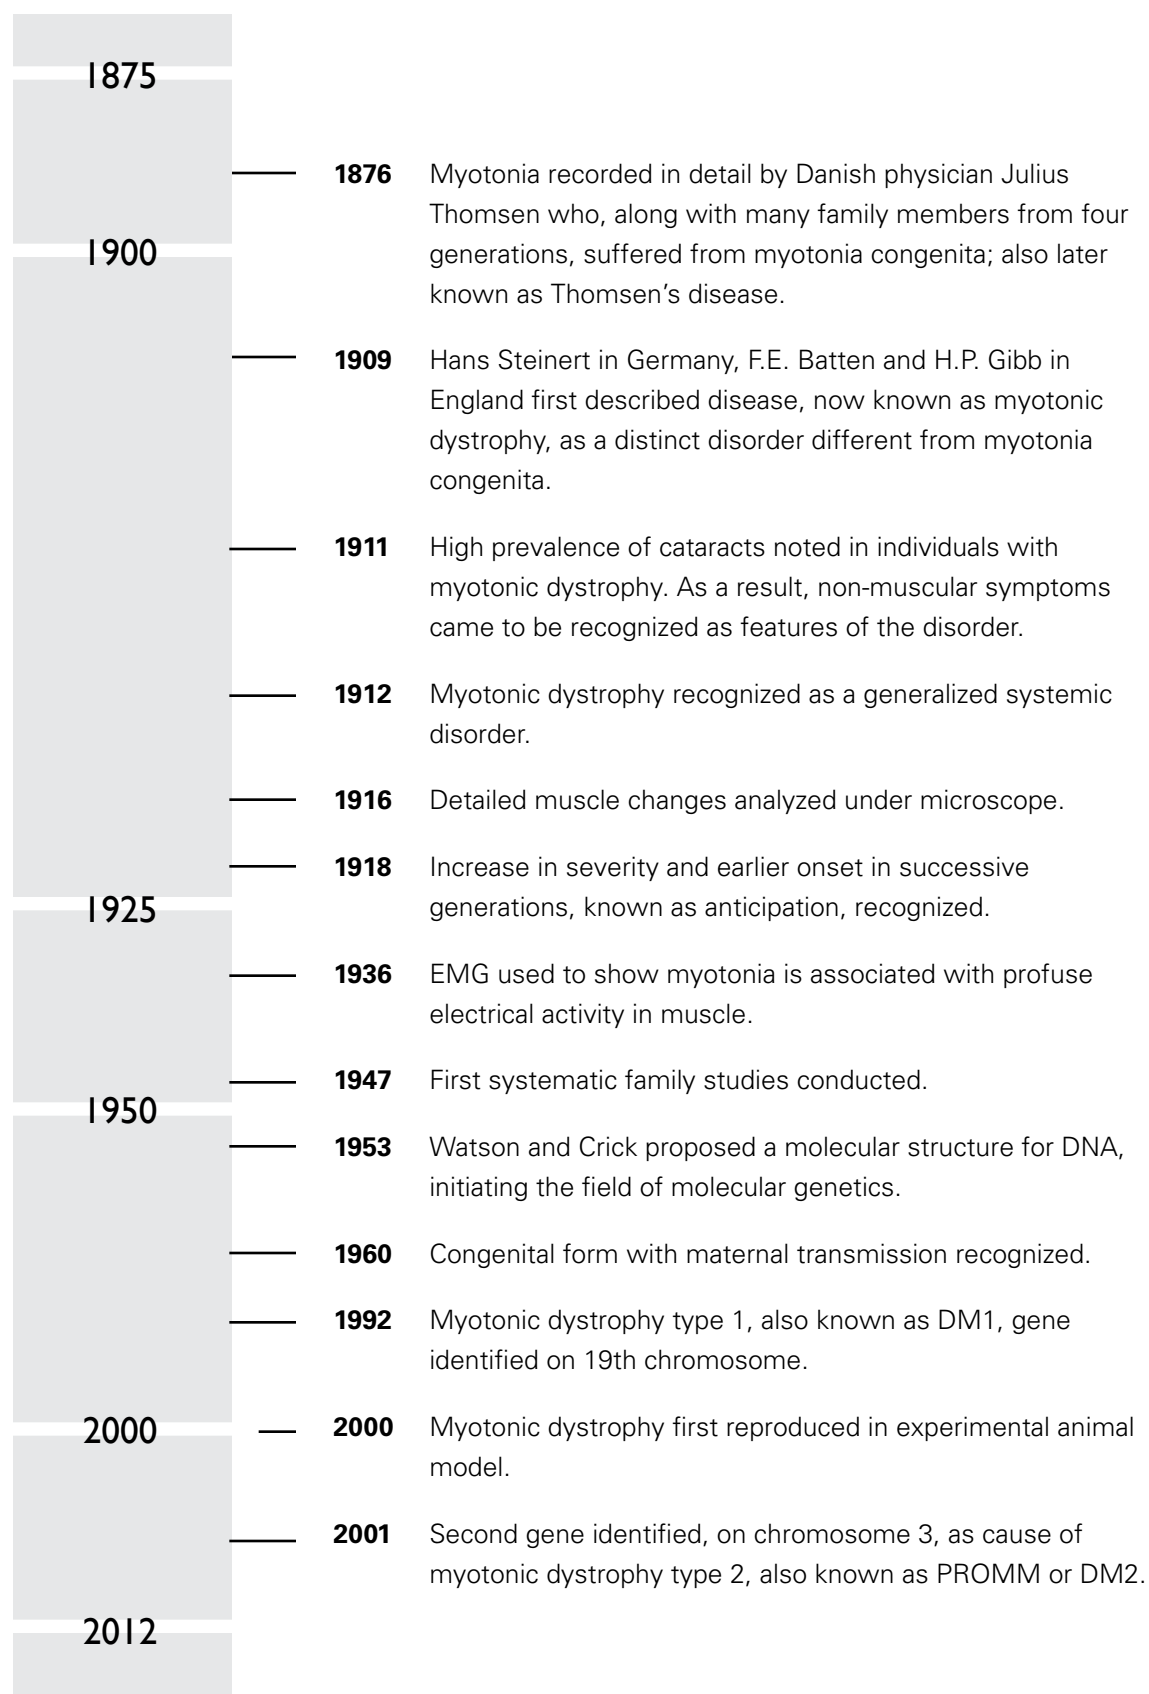 1875
1876 Myotonia recorded in detail by Danish physician Julius
Thomsen who, along with many family members from four
1900
generations, suffered from myotonia congenita; also later
known as Thomsen’s disease.
1909 Hans Steinert in Germany, F.E. Batten and H.P. Gibb in
England first described disease, now known as myotonic
dystrophy, as a distinct disorder different from myotonia
congenita.
1911 High prevalence of cataracts noted in individuals with
myotonic dystrophy. As a result, non-muscular symptoms
came to be recognized as features of the disorder.
1912 Myotonic dystrophy recognized as a generalized systemic
disorder.
1916 Detailed muscle changes analyzed under microscope.
1918 Increase in severity and earlier onset in successive
generations, known as anticipation, recognized.
1925
1936 EMG used to show myotonia is associated with profuse
electrical activity in muscle.
1947 First systematic family studies conducted.
1950
1953 Watson and Crick proposed a molecular structure for DNA,
initiating the field of molecular genetics.
1960 Congenital form with maternal transmission recognized.
1992 Myotonic dystrophy type 1, also known as DM1, gene
identified on 19th chromosome.
2000
2000 Myotonic dystrophy first reproduced in experimental animal
model.
2001 Second gene identified, on chromosome 3, as cause of
myotonic dystrophy type 2, also known as PROMM or DM2.
2012